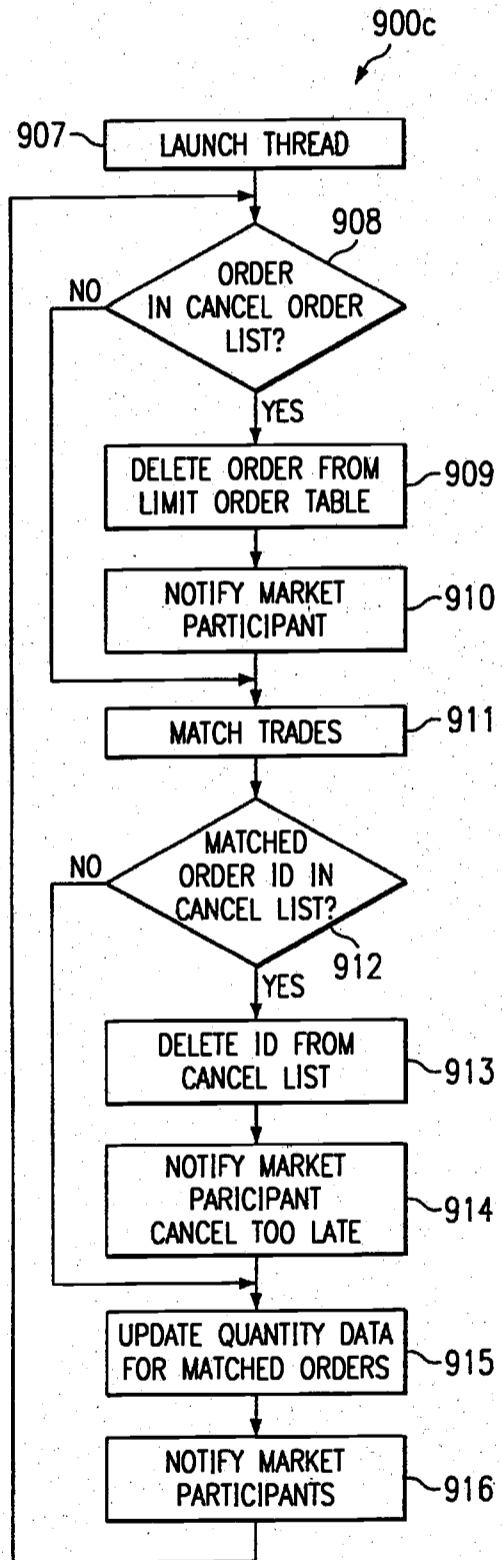 900c
907
LAUNCH THREAD
908
ORDER
IN CANCEL ORDER
LIST?
NO
YES
DELETE ORDER FROM
LIMIT ORDER TABLE
909
NOTIFY MARKET
PARTICIPANT
910
MATCH TRADES
911
MATCHED
ORDER ID IN
CANCEL LIST?
NO
912
YES
DELETE ID FROM
CANCEL LIST
913
NOTIFY MARKET
PARICIPANT
CANCEL TOO LATE
914
UPDATE QUANTITY DATA
FOR MATCHED ORDERS
915
NOTIFY MARKET
PARTICIPANTS
916